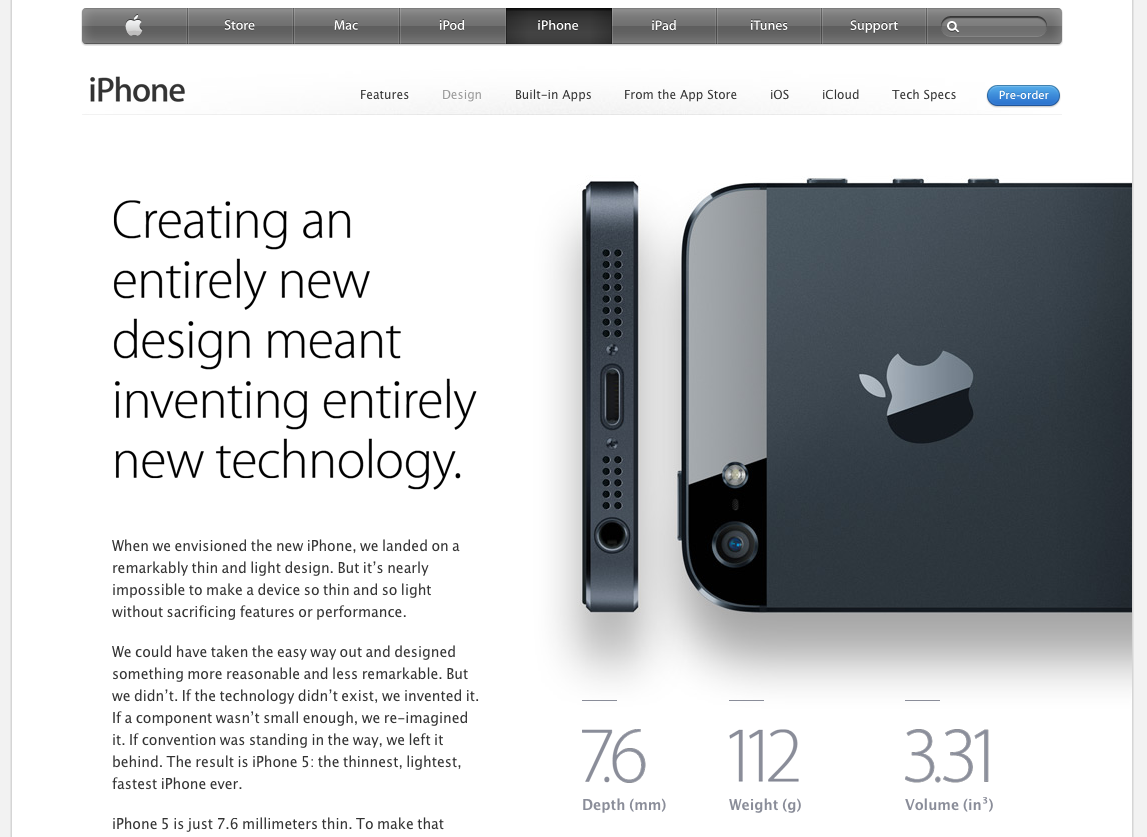 Store Mac iPod iPhone iPad iTunes Support
iPhone
Features Design Built-in Apps From the App Store iOS iCloud Tech Specs Pre-order
Creating an
entirely new
design meant
inventing entirely
new technology.
When we envisioned the new iPhone, we landed on a
remarkably thin and light design. But it’s nearly
impossible to make a device so thin and so light
without sacrificing features or performance.
We could have taken the easy way out and designed
something more reasonable and less remarkable. But
we didn’t. If the technology didn’t exist, we invented it.
If a component wasn’t small enough, we re-imagined
it. If convention was standing in the way, we left it
behind. The result is iPhone 5: the thinnest, lightest,
fastest iPhone ever.
iPhone 5 is just 7.6 millimeters thin. To make that
7.6 112 3.31
Depth (mm) Weight (g) Volume (in³)